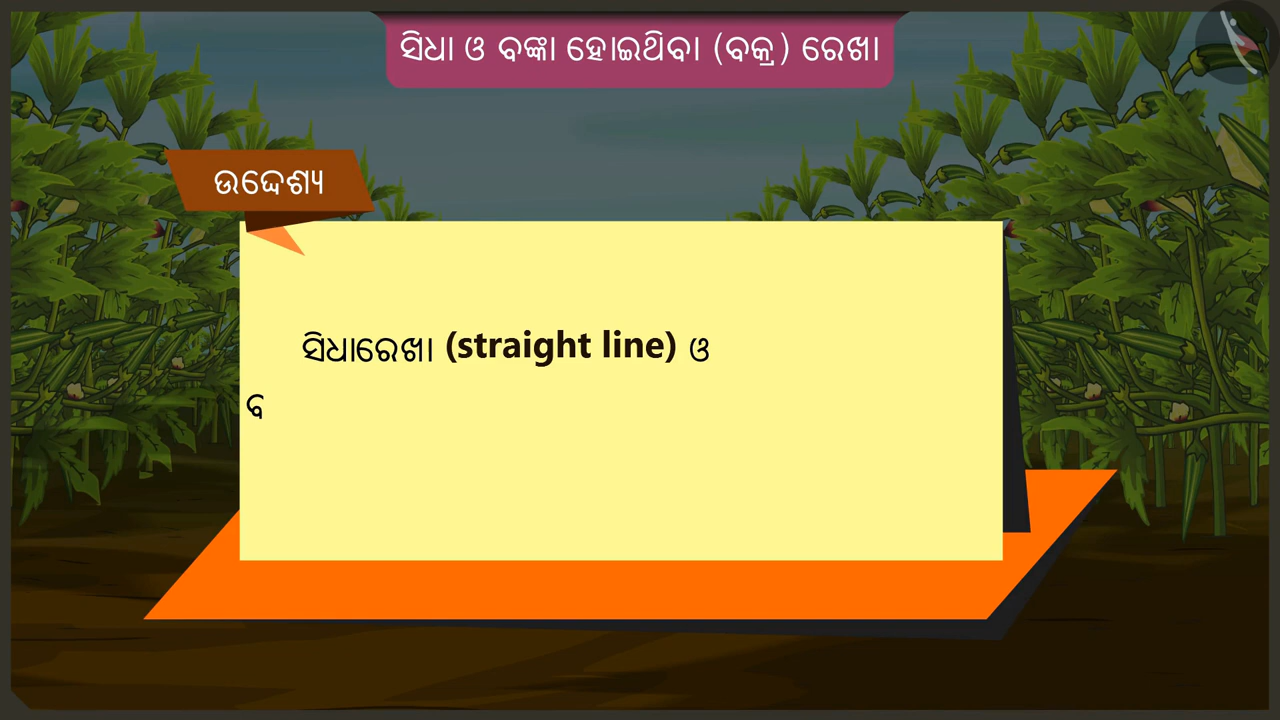 ସିଧା ଓ ବଙ୍କା ହୋଇଥିବା (ବକ୍ର) ରେଖା
ଉଦ୍ଦେଶ୍ୟ
ସିଧାରେଖା (straight line) ଓ
ବ